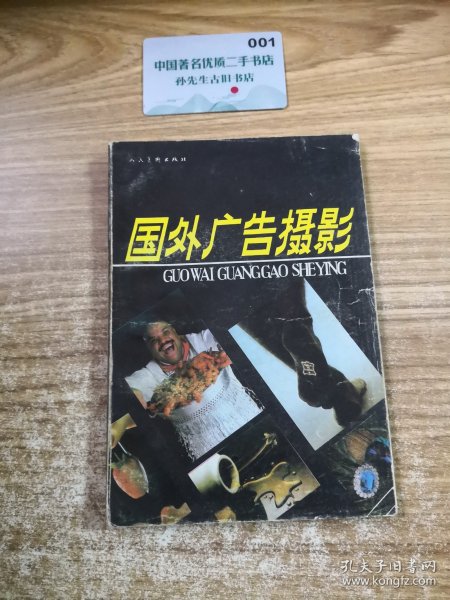 001
中国著名优质二手书店
孙先生古旧书店
人民美术出版社
国外广告摄影
GUOWAI GUANGGAO SHEYING
孔夫子旧书网
www.kongfz.com